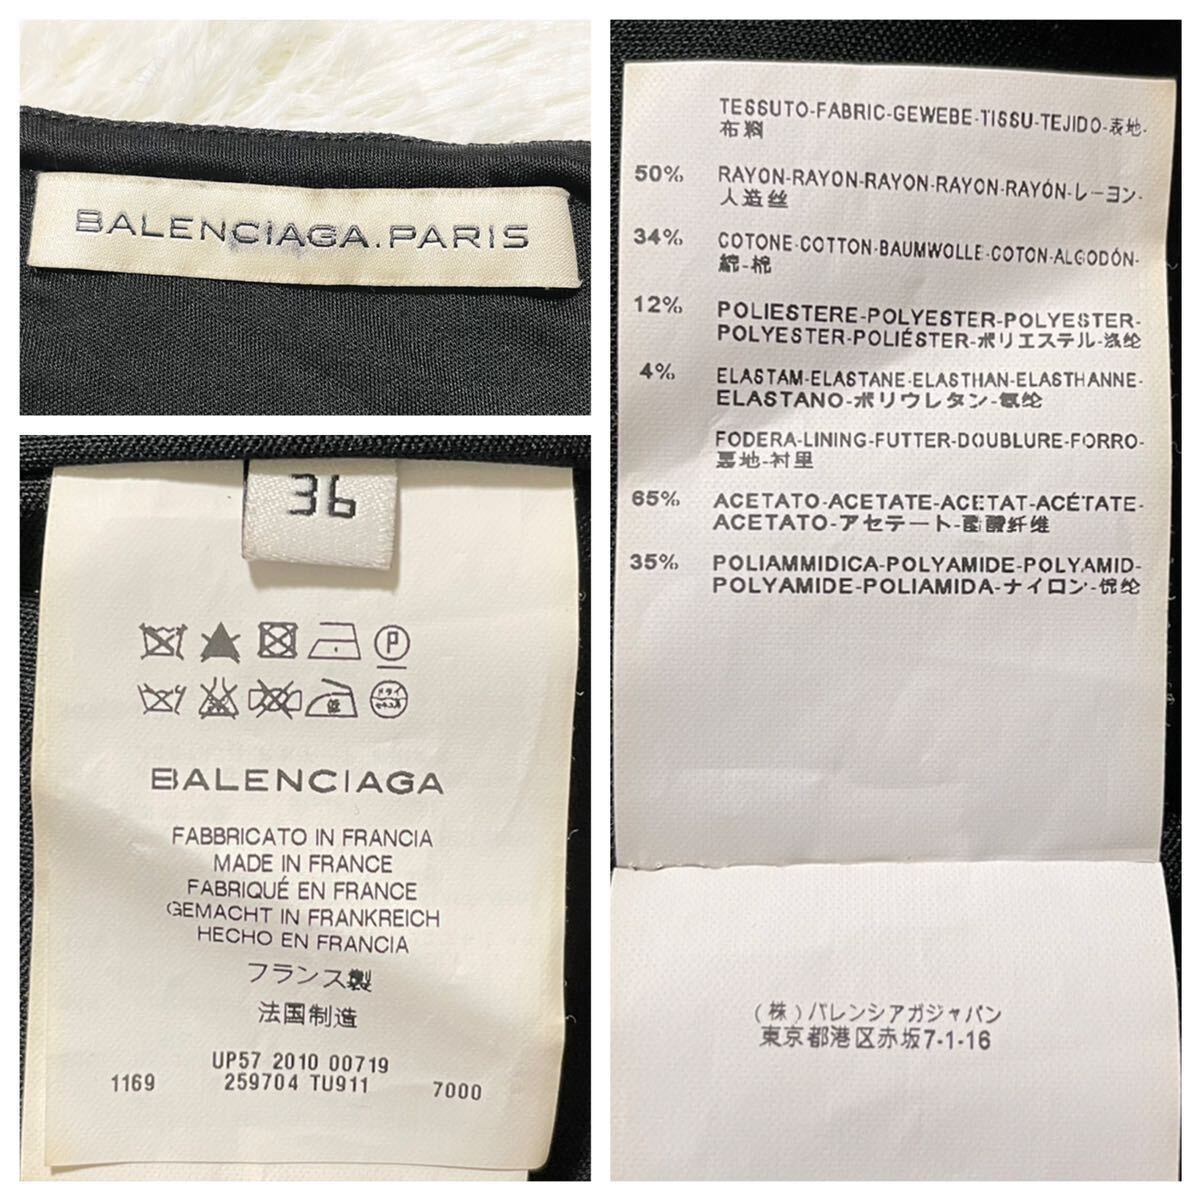 BALENCIAGA.PARIS
36
P
ドライ
BALENCIAGA
FABBRICATO IN FRANCIA
MADE IN FRANCE
FABRIQUÉ EN FRANCE
GEMACHT IN FRANKREICH
HECHO EN FRANCIA
フランス製
法国制造
UP57 2010 00719
1169 259704 TU911 7000
TESSUTO-FABRIC-GEWEBE-TISSU-TEJIDO-表地-
布料
50% RAYON-RAYON-RAYON-RAYON-RAYÓN-レーヨン-
人造丝
34% COTONE-COTTON-BAUMWOLLE-COTON-ALGODÓN-
綿-棉
12% POLIESTERE-POLYESTER-POLYESTER-
POLYESTER-POLIÉSTER-ポリエステル-涤纶
4% ELASTAM-ELASTANE-ELASTHAN-ELASTHANNE-
ELASTANO-ポリウレタン-氨纶
FODERA-LINING-FUTTER-DOUBLURE-FORRO-
裏地-衬里
65% ACETATO-ACETATE-ACETAT-ACÉTATE-
ACETATO-アセテート-醋酸纤维
35% POLIAMMIDICA-POLYAMIDE-POLYAMID-
POLYAMIDE-POLIAMIDA-ナイロン-锦纶
(株)バレンシアガジャパン
東京都港区赤坂7-1-16